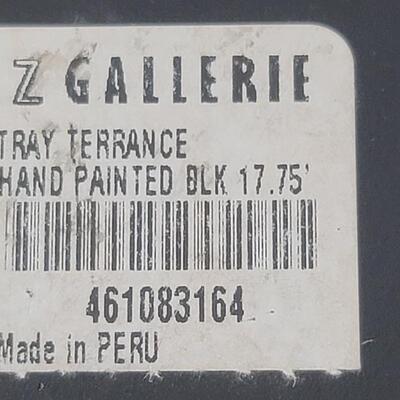 Z GALLERIE
TRAY TERRANCE
HAND PAINTED BLK 17.75'
461083164
Made in PERU